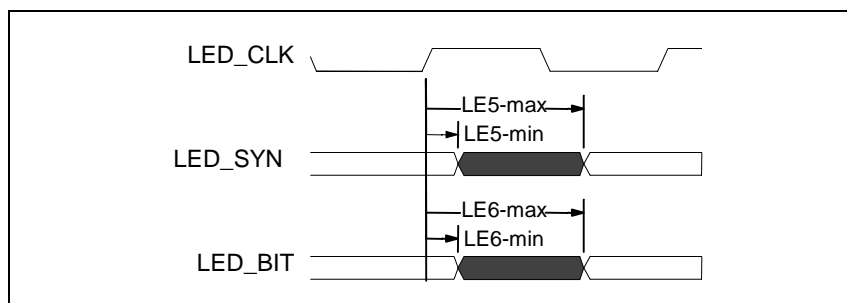 LED_CLK
LE5-max
LE5-min
LED_SYN
LE6-max
LE6-min
LED_BIT